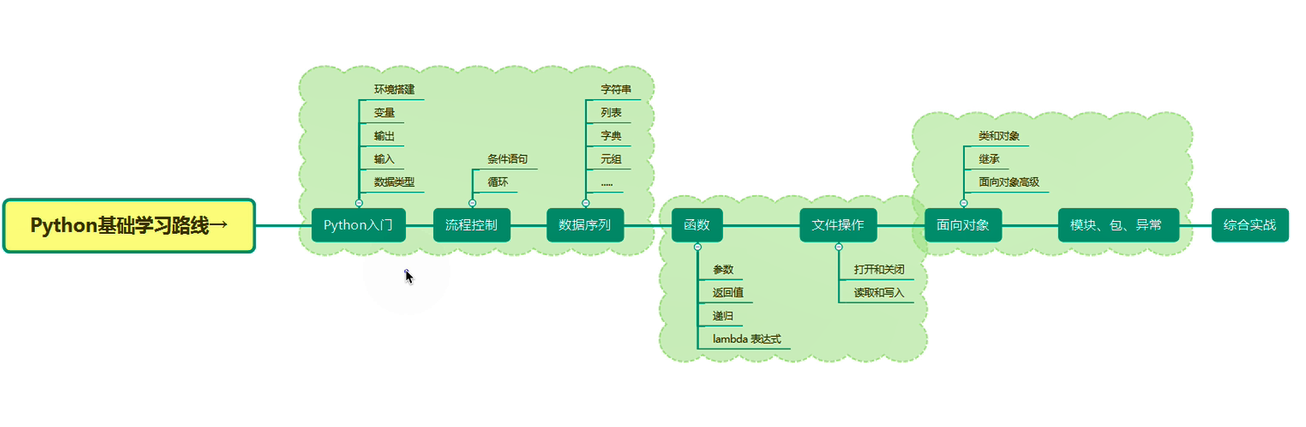 Python基础学习路线→
环境搭建
变量
输出
输入
数据类型
Python入门
条件语句
循环
流程控制
字符串
列表
字典
元组
.....
数据序列
函数
参数
返回值
递归
lambda 表达式
文件操作
打开和关闭
读取和写入
类和对象
继承
面向对象高级
面向对象
模块、包、异常
综合实战